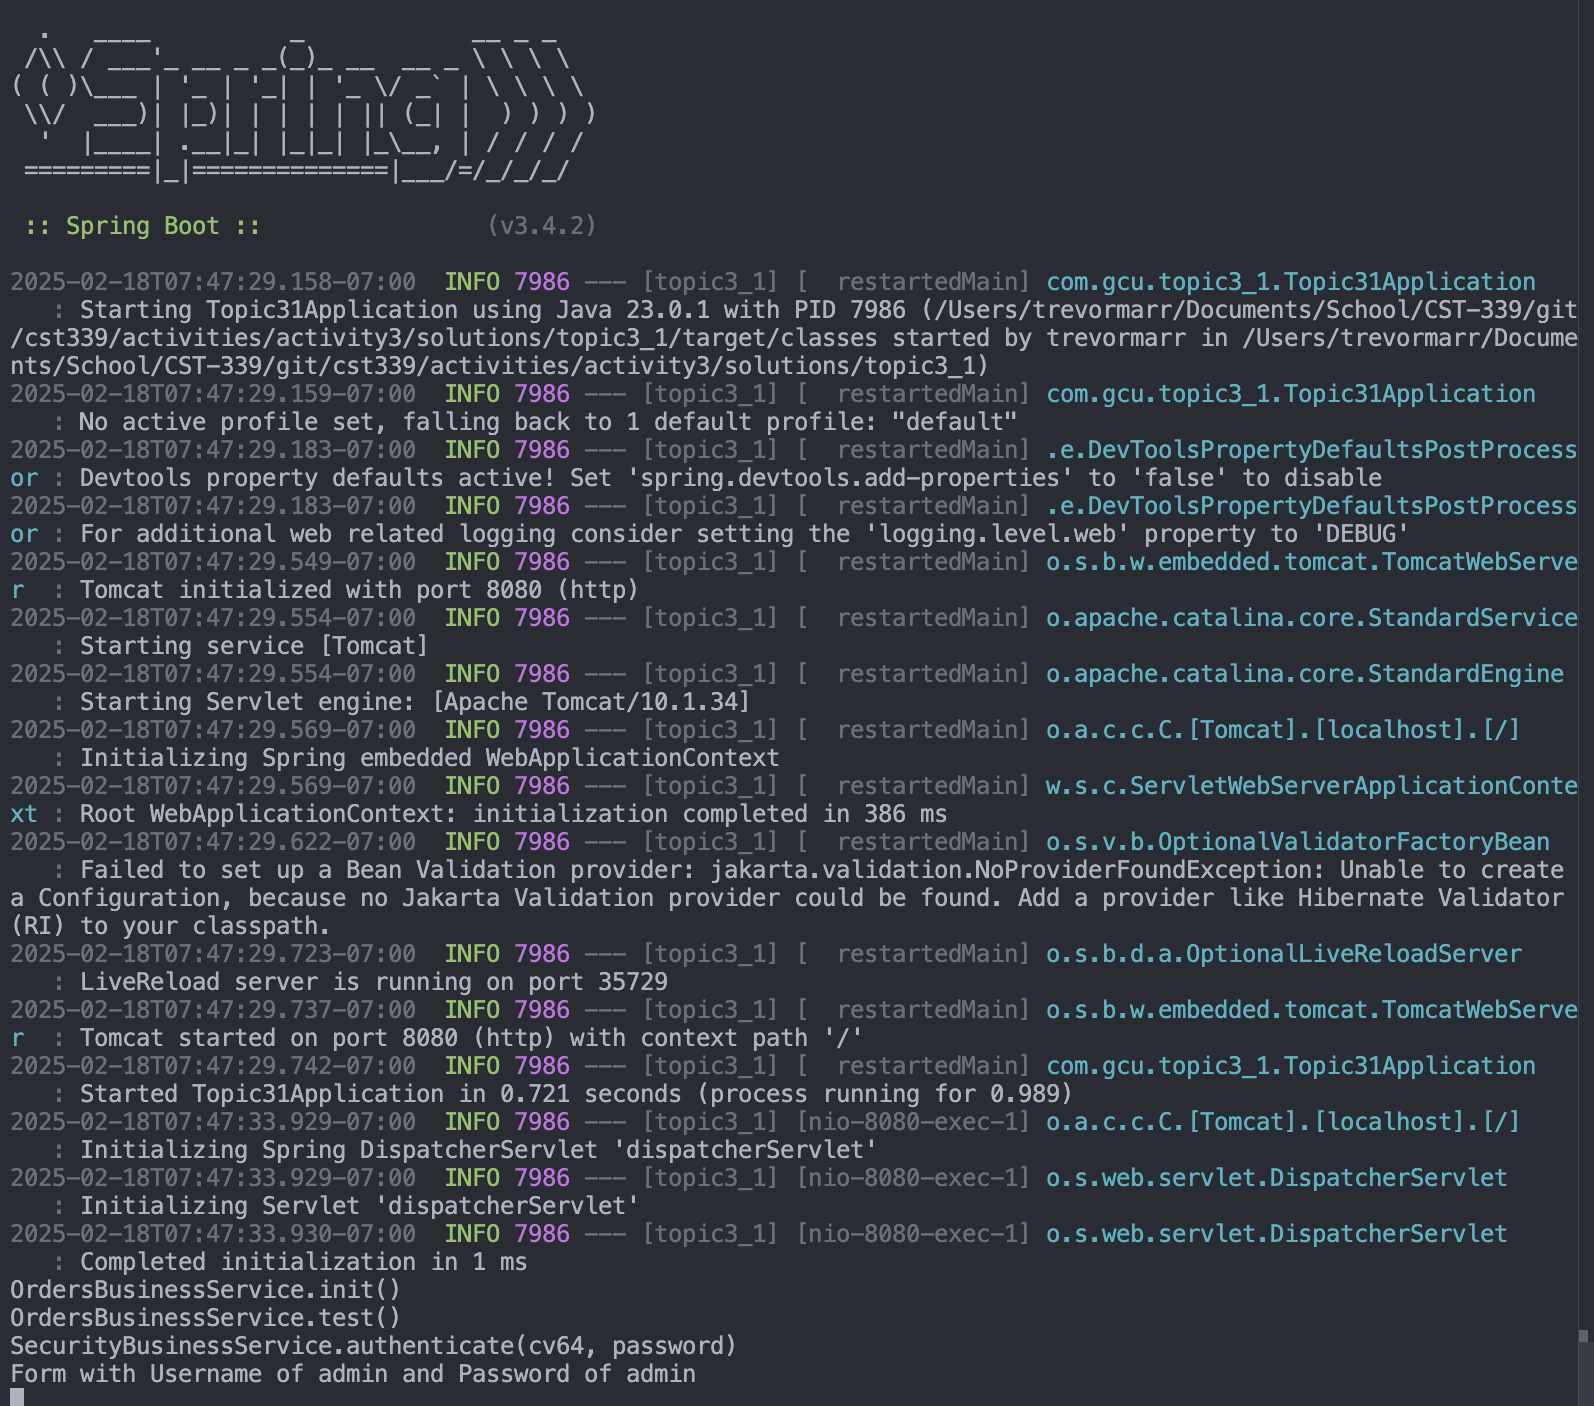 .   ____          _            __ _ _
 /\\ / ___'_ __ _ _(_)_ __  __ _ \ \ \ \
( ( )\___ | '_ | '_| | '_ \/ _` | \ \ \ \
 \\/  ___)| |_)| | | | | || (_| |  ) ) ) )
  '  |____| .__|_| |_|_| |_\__, | / / / /
 =========|_|==============|___/=/_/_/_/
 :: Spring Boot ::                (v3.4.2)
2025-02-18T07:47:29.158-07:00  INFO 7986 --- [topic3_1] [  restartedMain] com.gcu.topic3_1.Topic31Application
   : Starting Topic31Application using Java 23.0.1 with PID 7986 (/Users/trevormarr/Documents/School/CST-339/git
/cst339/activities/activity3/solutions/topic3_1/target/classes started by trevormarr in /Users/trevormarr/Docume
nts/School/CST-339/git/cst339/activities/activity3/solutions/topic3_1)
2025-02-18T07:47:29.159-07:00  INFO 7986 --- [topic3_1] [  restartedMain] com.gcu.topic3_1.Topic31Application
   : No active profile set, falling back to 1 default profile: "default"
2025-02-18T07:47:29.183-07:00  INFO 7986 --- [topic3_1] [  restartedMain] .e.DevToolsPropertyDefaultsPostProcess
or : Devtools property defaults active! Set 'spring.devtools.add-properties' to 'false' to disable
2025-02-18T07:47:29.183-07:00  INFO 7986 --- [topic3_1] [  restartedMain] .e.DevToolsPropertyDefaultsPostProcess
or : For additional web related logging consider setting the 'logging.level.web' property to 'DEBUG'
2025-02-18T07:47:29.549-07:00  INFO 7986 --- [topic3_1] [  restartedMain] o.s.b.w.embedded.tomcat.TomcatWebServe
r  : Tomcat initialized with port 8080 (http)
2025-02-18T07:47:29.554-07:00  INFO 7986 --- [topic3_1] [  restartedMain] o.apache.catalina.core.StandardService
   : Starting service [Tomcat]
2025-02-18T07:47:29.554-07:00  INFO 7986 --- [topic3_1] [  restartedMain] o.apache.catalina.core.StandardEngine
   : Starting Servlet engine: [Apache Tomcat/10.1.34]
2025-02-18T07:47:29.569-07:00  INFO 7986 --- [topic3_1] [  restartedMain] o.a.c.c.C.[Tomcat].[localhost].[/]
   : Initializing Spring embedded WebApplicationContext
2025-02-18T07:47:29.569-07:00  INFO 7986 --- [topic3_1] [  restartedMain] w.s.c.ServletWebServerApplicationConte
xt : Root WebApplicationContext: initialization completed in 386 ms
2025-02-18T07:47:29.622-07:00  INFO 7986 --- [topic3_1] [  restartedMain] o.s.v.b.OptionalValidatorFactoryBean
   : Failed to set up a Bean Validation provider: jakarta.validation.NoProviderFoundException: Unable to create
a Configuration, because no Jakarta Validation provider could be found. Add a provider like Hibernate Validator
(RI) to your classpath.
2025-02-18T07:47:29.723-07:00  INFO 7986 --- [topic3_1] [  restartedMain] o.s.b.d.a.OptionalLiveReloadServer
   : LiveReload server is running on port 35729
2025-02-18T07:47:29.737-07:00  INFO 7986 --- [topic3_1] [  restartedMain] o.s.b.w.embedded.tomcat.TomcatWebServe
r  : Tomcat started on port 8080 (http) with context path '/'
2025-02-18T07:47:29.742-07:00  INFO 7986 --- [topic3_1] [  restartedMain] com.gcu.topic3_1.Topic31Application
   : Started Topic31Application in 0.721 seconds (process running for 0.989)
2025-02-18T07:47:33.929-07:00  INFO 7986 --- [topic3_1] [nio-8080-exec-1] o.a.c.c.C.[Tomcat].[localhost].[/]
   : Initializing Spring DispatcherServlet 'dispatcherServlet'
2025-02-18T07:47:33.929-07:00  INFO 7986 --- [topic3_1] [nio-8080-exec-1] o.s.web.servlet.DispatcherServlet
   : Initializing Servlet 'dispatcherServlet'
2025-02-18T07:47:33.930-07:00  INFO 7986 --- [topic3_1] [nio-8080-exec-1] o.s.web.servlet.DispatcherServlet
   : Completed initialization in 1 ms
OrdersBusinessService.init()
OrdersBusinessService.test()
SecurityBusinessService.authenticate(cv64, password)
Form with Username of admin and Password of admin